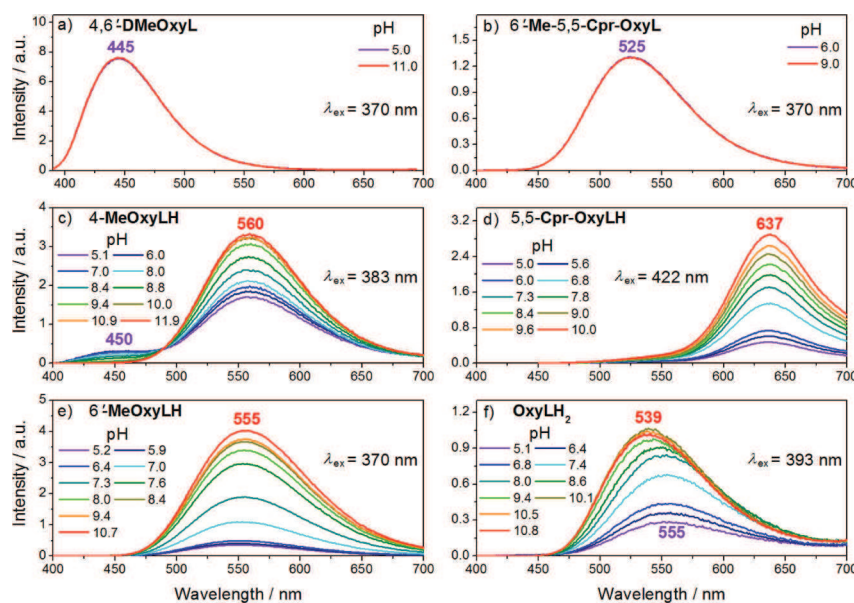 a) 4,6′-DMeOxyL
445
pH
5.0
11.0
λex = 370 nm
Intensity / a.u.
10
8
6
4
2
0
400 450 500 550 600 650 700
b) 6′-Me-5,5-Cpr-OxyL
525
pH
6.0
9.0
λex = 370 nm
1.5
1.2
0.9
0.6
0.3
0.0
450 500 550 600 650 700
c) 4-MeOxyLH
560
pH
5.1 6.0
7.0 8.0
8.4 8.8
9.4 10.0
10.9 11.9
450
λex = 383 nm
Intensity / a.u.
4
3
2
1
0
400 450 500 550 600 650 700
d) 5,5-Cpr-OxyLH
637
pH
5.0 5.6
6.0 6.8
7.3 7.8
8.4 9.0
9.6 10.0
λex = 422 nm
3.2
2.4
1.6
0.8
0.0
400 450 500 550 600 650 700
e) 6′-MeOxyLH
555
pH
5.2 5.9
6.4 7.0
7.3 7.6
8.0 8.4
9.4
10.7
λex = 370 nm
Intensity / a.u.
5
4
3
2
1
0
400 450 500 550 600 650 700
Wavelength / nm
f) OxyLH2
539
pH
5.1 6.4
6.8 7.4
8.0 8.6
9.4 10.1
10.5
10.8
555
λex = 393 nm
1.2
0.9
0.6
0.3
0.0
400 450 500 550 600 650 700
Wavelength / nm